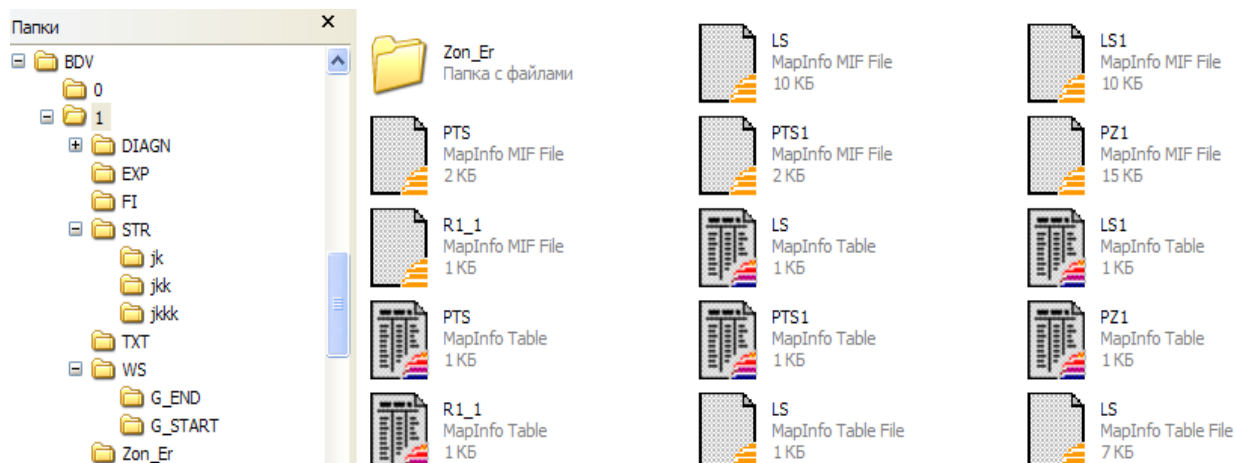 Папки
BDV
0
1
DIAGN
EXP
FI
STR
jk
jkk
jkkk
TXT
WS
G_END
G_START
Zon_Er
Zon_Er
Папка с файлами
LS
MapInfo MIF File
10 КБ
LS1
MapInfo MIF File
10 КБ
PTS
MapInfo MIF File
2 КБ
PTS1
MapInfo MIF File
2 КБ
PZ1
MapInfo MIF File
15 КБ
R1_1
MapInfo MIF File
1 КБ
LS
MapInfo Table
1 КБ
LS1
MapInfo Table
1 КБ
PTS
MapInfo Table
1 КБ
PTS1
MapInfo Table
1 КБ
PZ1
MapInfo Table
1 КБ
R1_1
MapInfo Table
1 КБ
LS
MapInfo Table File
1 КБ
LS
MapInfo Table File
7 КБ